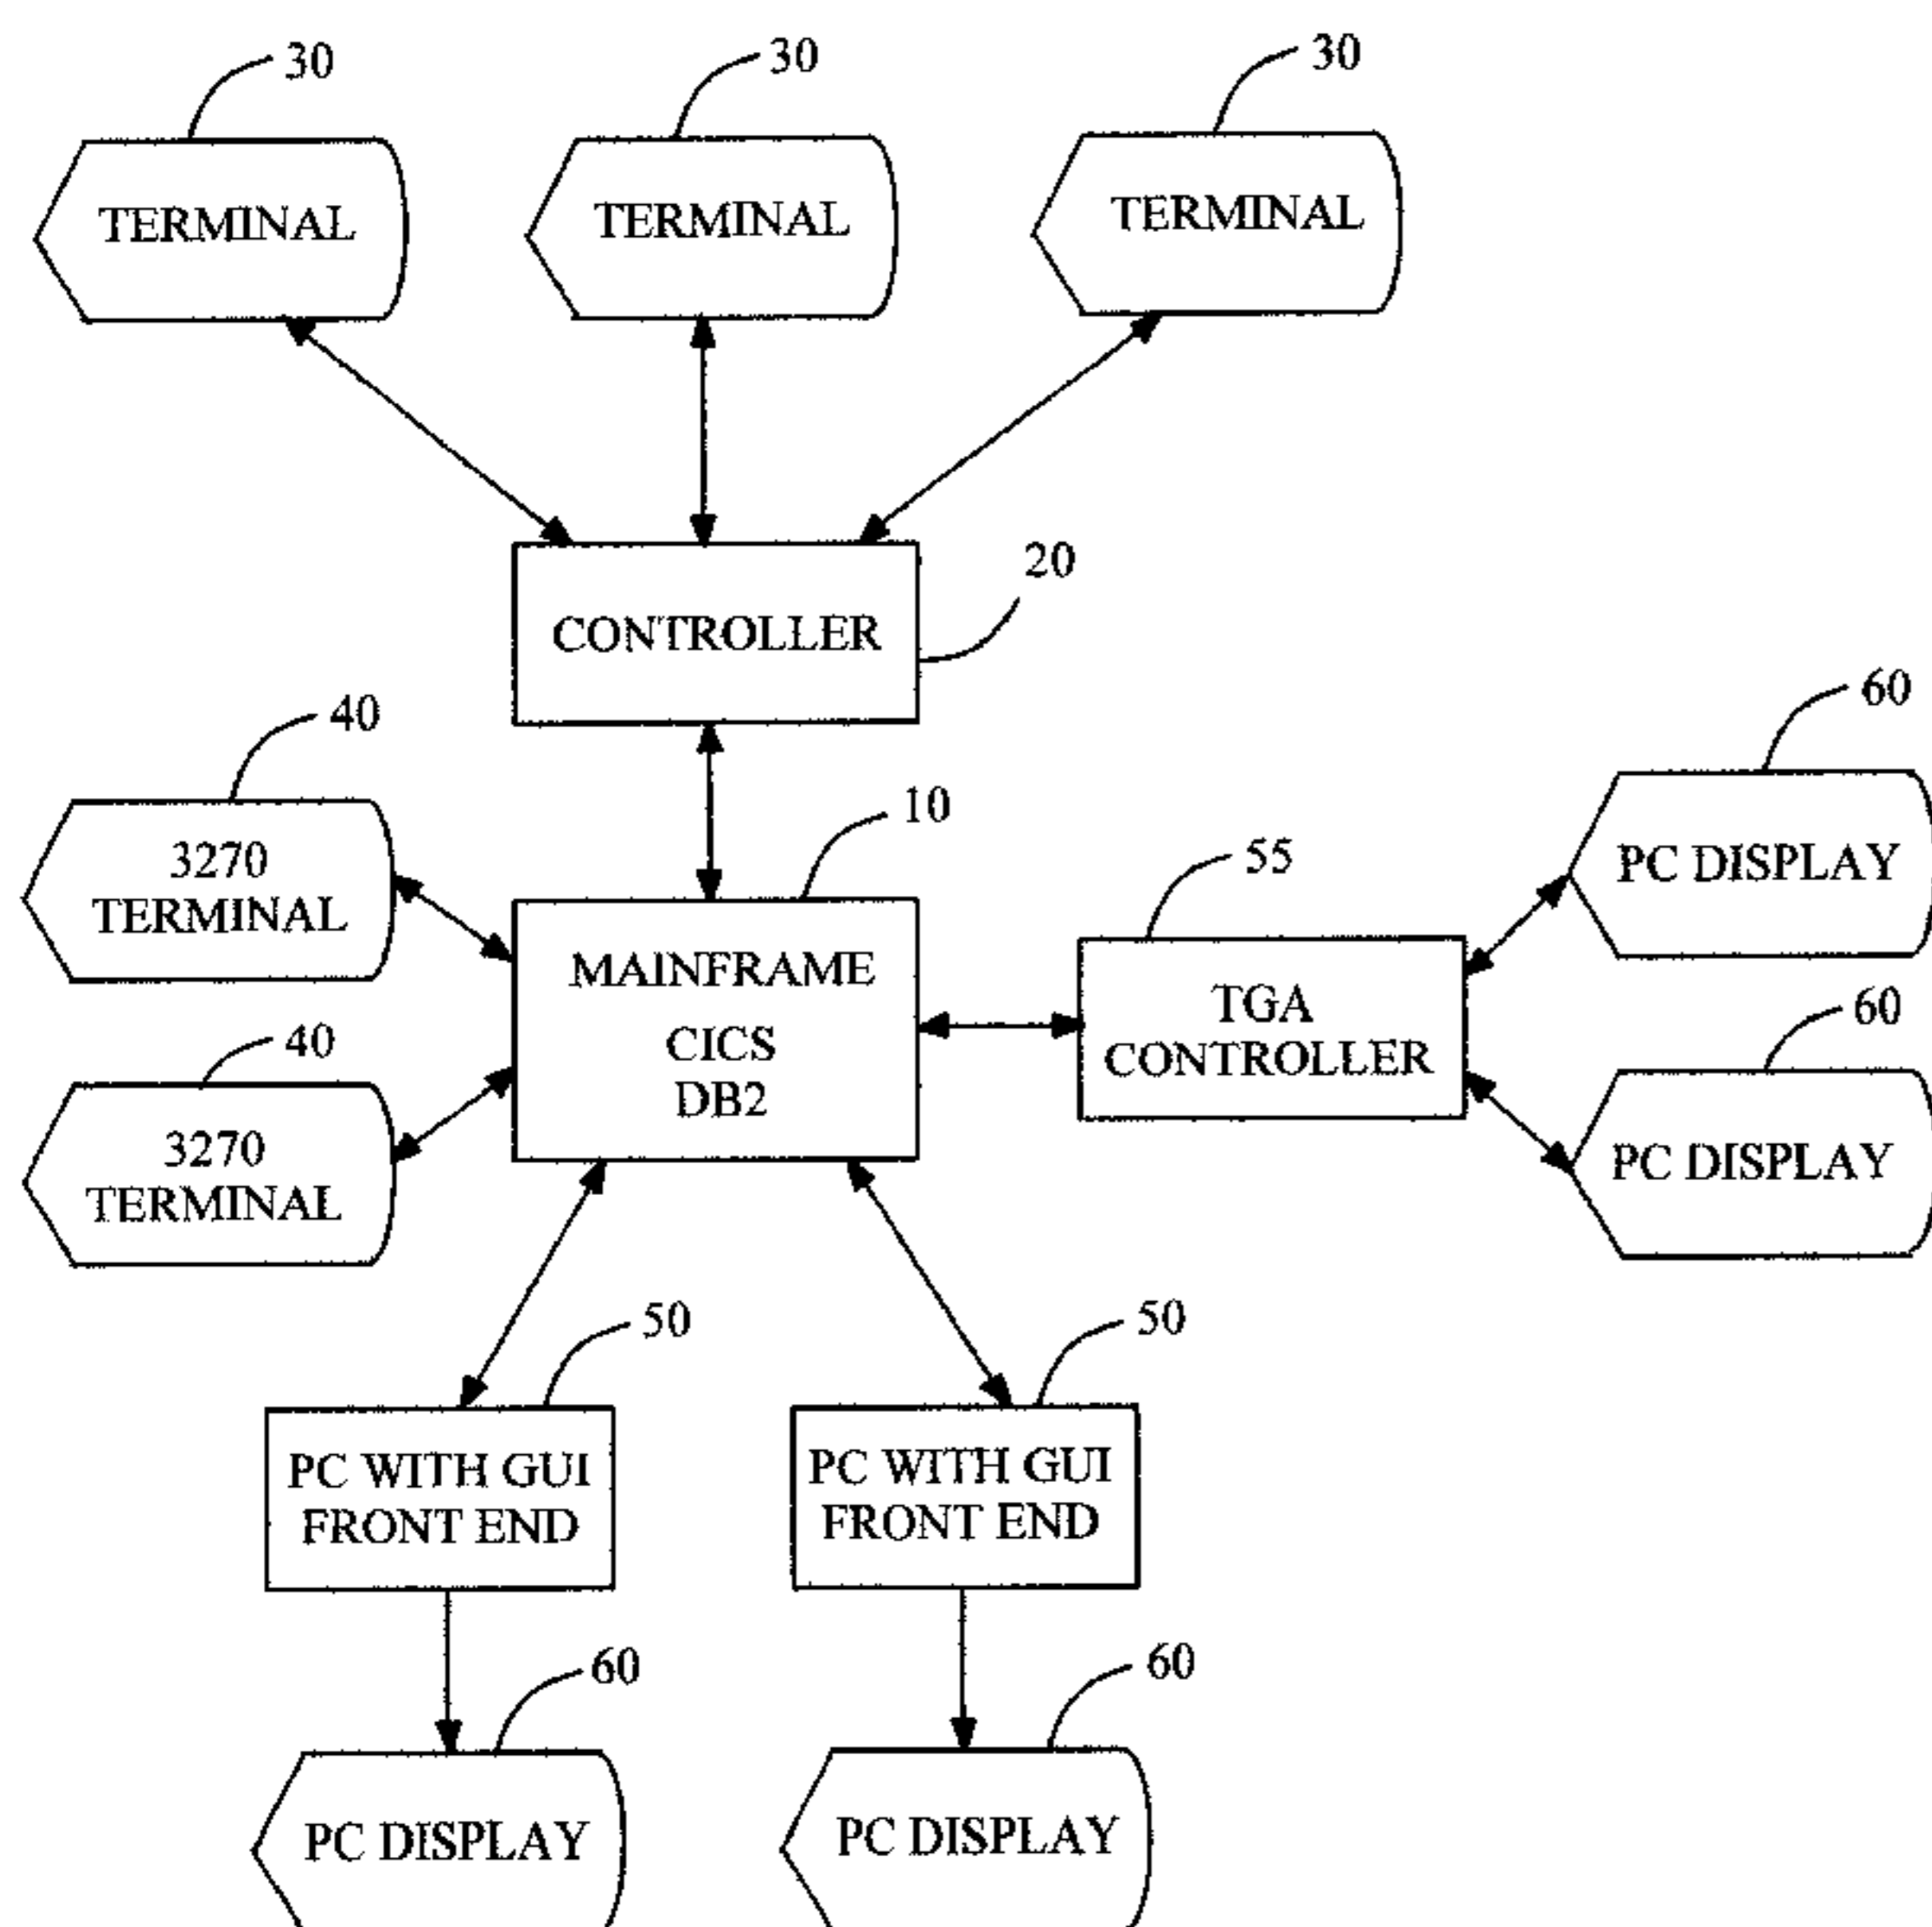 30
30
30
TERMINAL
TERMINAL
TERMINAL
20
CONTROLLER
40
60
10
3270
TERMINAL
55
PC DISPLAY
MAINFRAME
CICS
DB2
TGA
CONTROLLER
60
40
3270
TERMINAL
PC DISPLAY
50
50
PC WITH GUI
FRONT END
PC WITH GUI
FRONT END
60
60
PC DISPLAY
PC DISPLAY